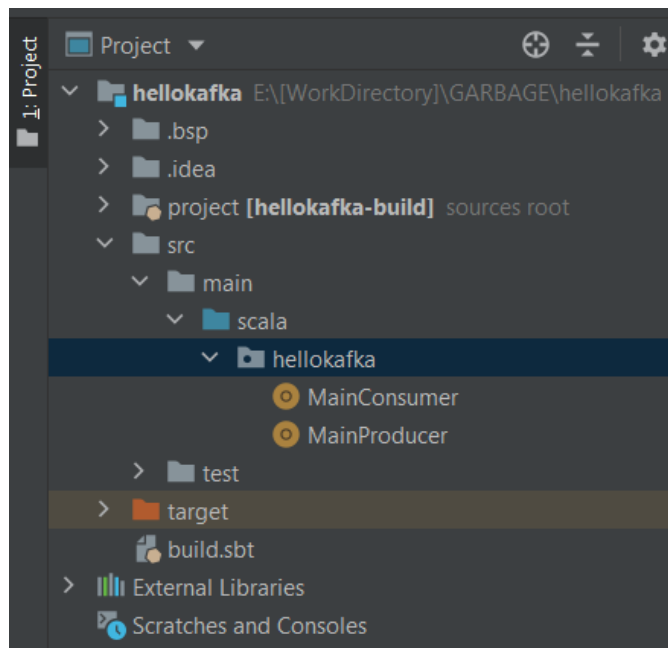 1: Project
Project
hellokafka E:\[WorkDirectory]\GARBAGE\hellokafka
.bsp
.idea
project [hellokafka-build] sources root
src
main
scala
hellokafka
MainConsumer
MainProducer
test
target
build.sbt
External Libraries
Scratches and Consoles